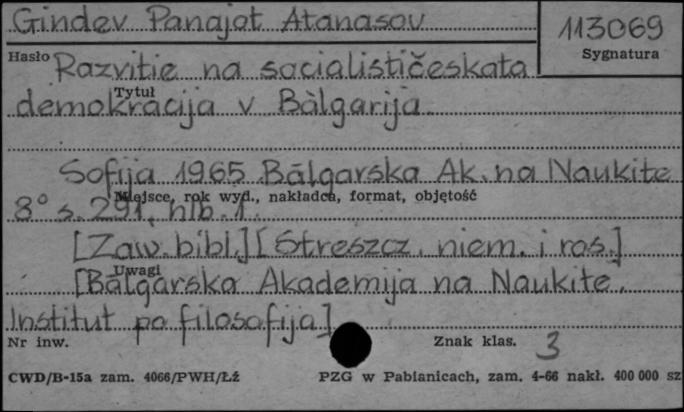 Gindev Panajot Atanasov
113069
Hasło
Sygnatura
Razvitie na socialističeskata
Tytuł
demokràcija v Bàlgarija
Sofija 1965 Bălgarska Ak. na Naukite
Miejsce, rok wyd., nakładca, format, objętość
8° s. 291, nlb. 1.
[Zaw. bibl.] [Streszcz. niem. i ros.]
Uwagi
[Bălgarska Akademija na Naukite.
Institut po filosofija]
Nr inw.
Znak klas. 3
CWD/B-15a zam. 4066/PWH/Łź
PZG w Pabianicach, zam. 4-66 nakł. 400 000 sz